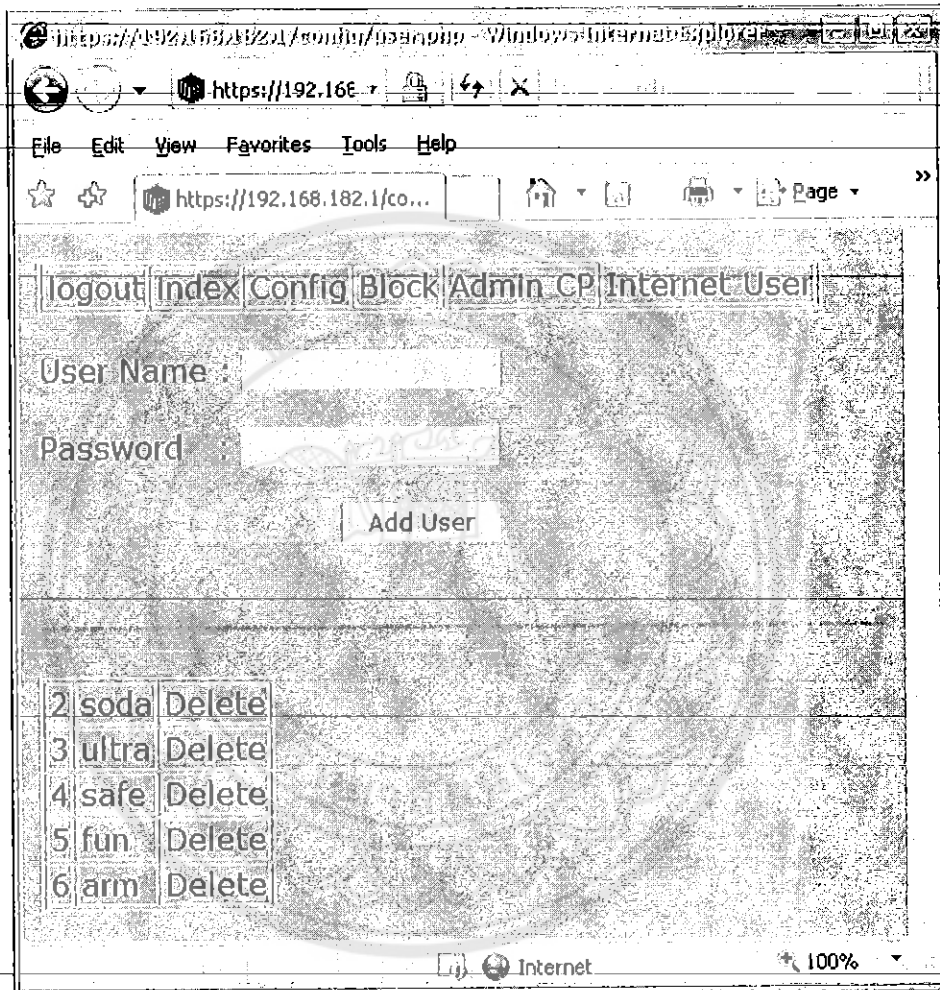 https://192.168.182.1/config/user.php - Windows Internet Explorer
https://192.168
File Edit View Favorites Tools Help
https://192.168.182.1/co... Page »
logout Index Config Block Admin CP Internet User
User Name :
Password :
Add User
2 soda Delete
3 ultra Delete
4 safe Delete
5 fun Delete
6 arm Delete
Internet 100%